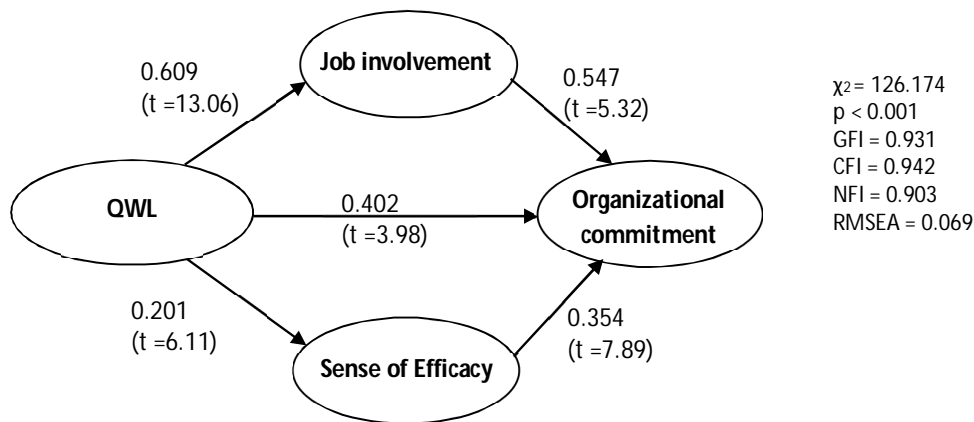 Job involvement
0.609
(t =13.06)
0.547
(t =5.32)
χ2 = 126.174
p < 0.001
GFI = 0.931
CFI = 0.942
NFI = 0.903
RMSEA = 0.069
QWL
0.402
(t =3.98)
Organizational
commitment
0.201
(t =6.11)
0.354
(t =7.89)
Sense of Efficacy